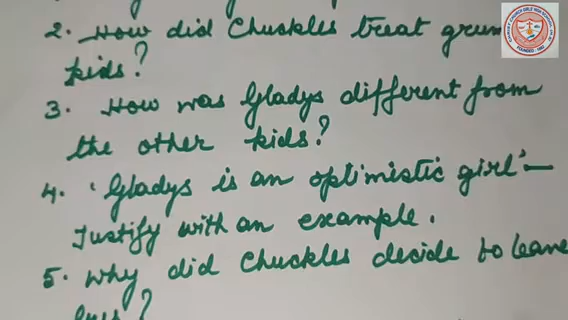 2. How did Chuckles treat
kids?
3. How was Gladys different from
the other kids?
4. 'Gladys is an optimistic girl' –
Justify with an example.
5. Why did Chuckles decide to leave